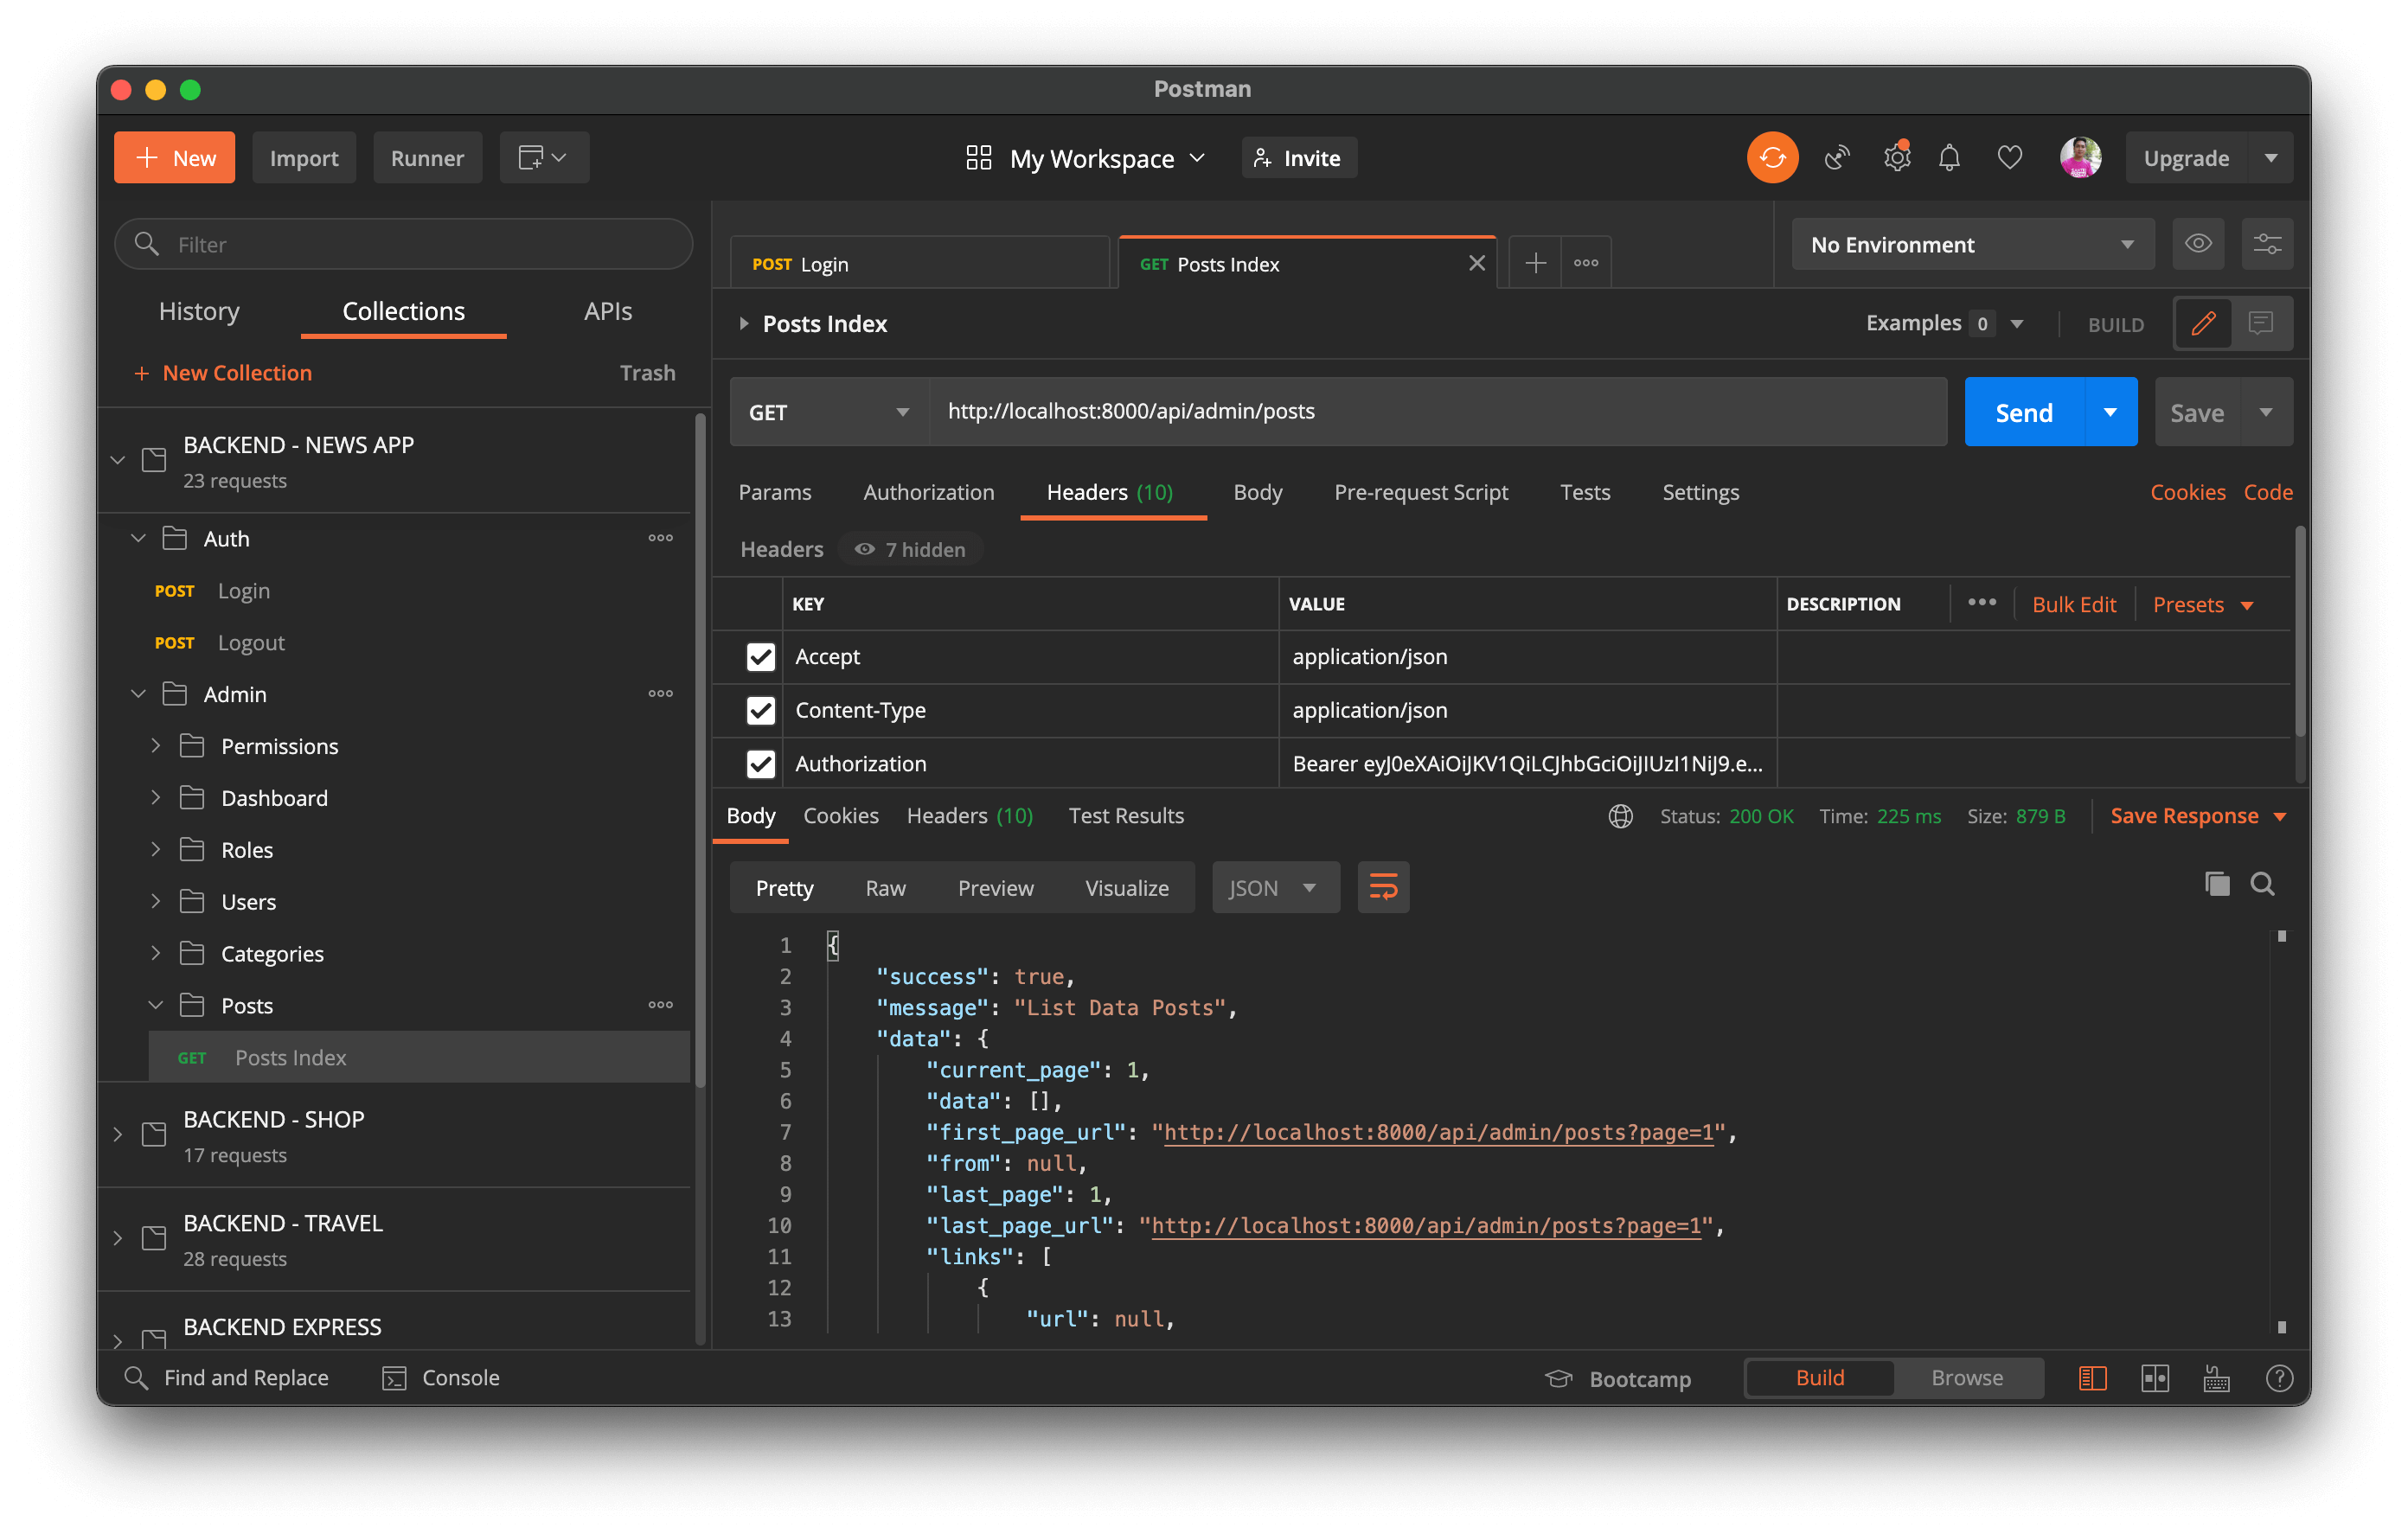 Postman
New Import Runner My Workspace Invite Upgrade
Filter
History Collections APIs
+ New Collection Trash
BACKEND - NEWS APP
23 requests
Auth
POST Login
POST Logout
Admin
Permissions
Dashboard
Roles
Users
Categories
Posts
GET Posts Index
BACKEND - SHOP
17 requests
BACKEND - TRAVEL
28 requests
BACKEND EXPRESS
POST Login GET Posts Index No Environment
Posts Index Examples 0 BUILD
GET http://localhost:8000/api/admin/posts Send Save
Params Authorization Headers (10) Body Pre-request Script Tests Settings Cookies Code
Headers 7 hidden
KEY VALUE DESCRIPTION Bulk Edit Presets
Accept application/json
Content-Type application/json
Authorization Bearer eyJ0eXAiOiJKV1QiLCJhbGciOiJIUzI1NiJ9.e...
Body Cookies Headers (10) Test Results Status: 200 OK Time: 225 ms Size: 879 B Save Response
Pretty Raw Preview Visualize JSON
1 {
2 "success": true,
3 "message": "List Data Posts",
4 "data": {
5 "current_page": 1,
6 "data": [],
7 "first_page_url": "http://localhost:8000/api/admin/posts?page=1",
8 "from": null,
9 "last_page": 1,
10 "last_page_url": "http://localhost:8000/api/admin/posts?page=1",
11 "links": [
12 {
13 "url": null,
Find and Replace Console Bootcamp Build Browse